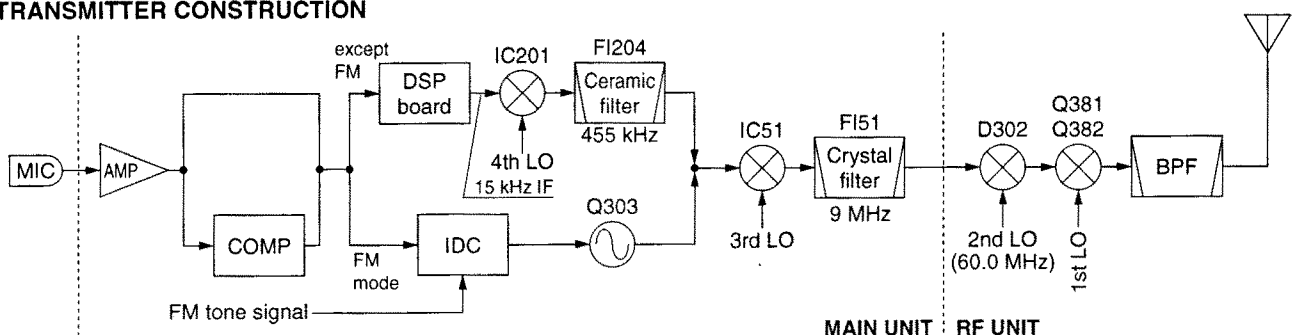 TRANSMITTER CONSTRUCTION
MIC
AMP
COMP
except
FM
DSP
board
IC201
4th LO
15 kHz IF
FI204
Ceramic
filter
455 kHz
FM
mode
IDC
FM tone signal
Q303
IC51
3rd LO
FI51
Crystal
filter
9 MHz
D302
2nd LO
(60.0 MHz)
Q381
Q382
1st LO
BPF
MAIN UNIT
RF UNIT